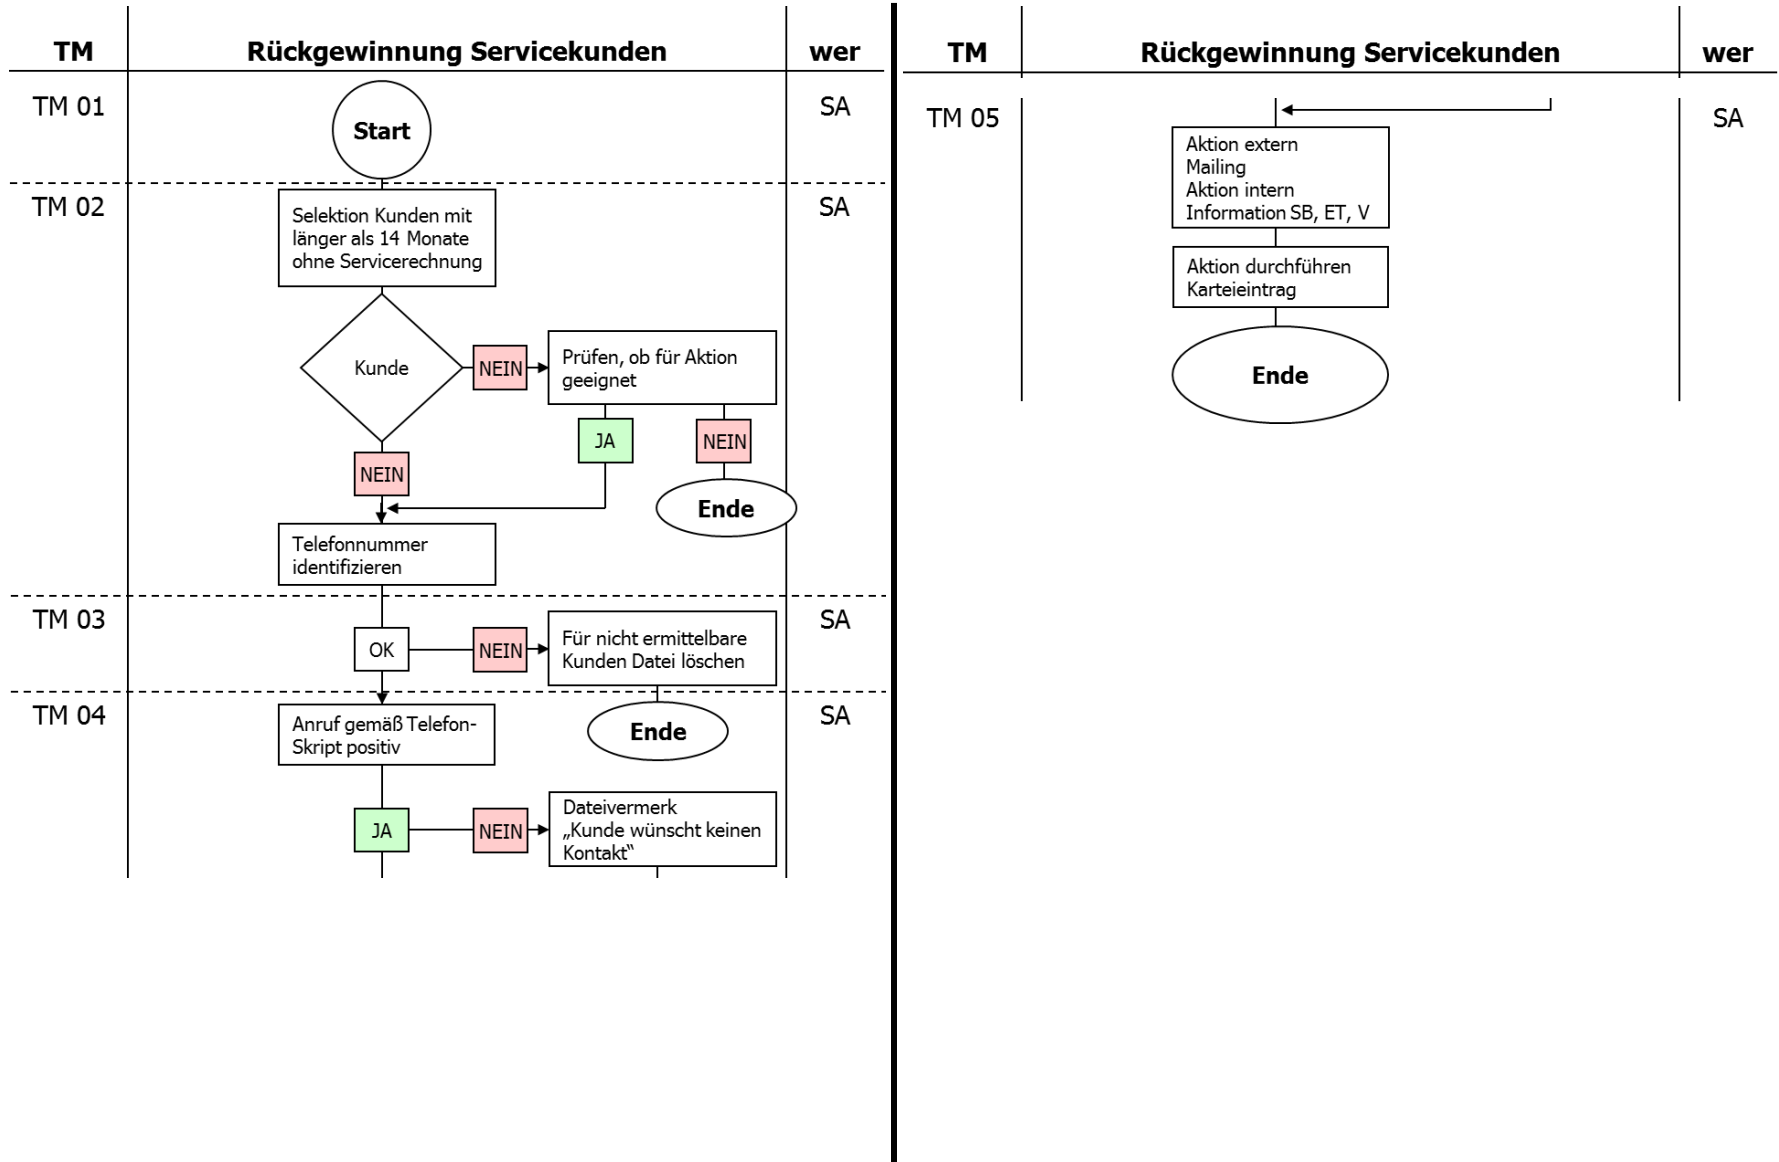 TM
Rückgewinnung Servicekunden
wer
TM 01
Start
SA
TM 02
Selektion Kunden mit
länger als 14 Monate
ohne Servicerechnung
SA
Kunde
NEIN
Prüfen, ob für Aktion
geeignet
JA
NEIN
NEIN
Ende
Telefonnummer
identifizieren
TM 03
OK
NEIN
Für nicht ermittelbare
Kunden Datei löschen
SA
TM 04
Anruf gemäß Telefon-
Skript positiv
Ende
SA
JA
NEIN
Dateivermerk
„Kunde wünscht keinen
Kontakt“
TM
Rückgewinnung Servicekunden
wer
TM 05
Aktion extern
Mailing
Aktion intern
Information SB, ET, V
SA
Aktion durchführen
Karteieintrag
Ende